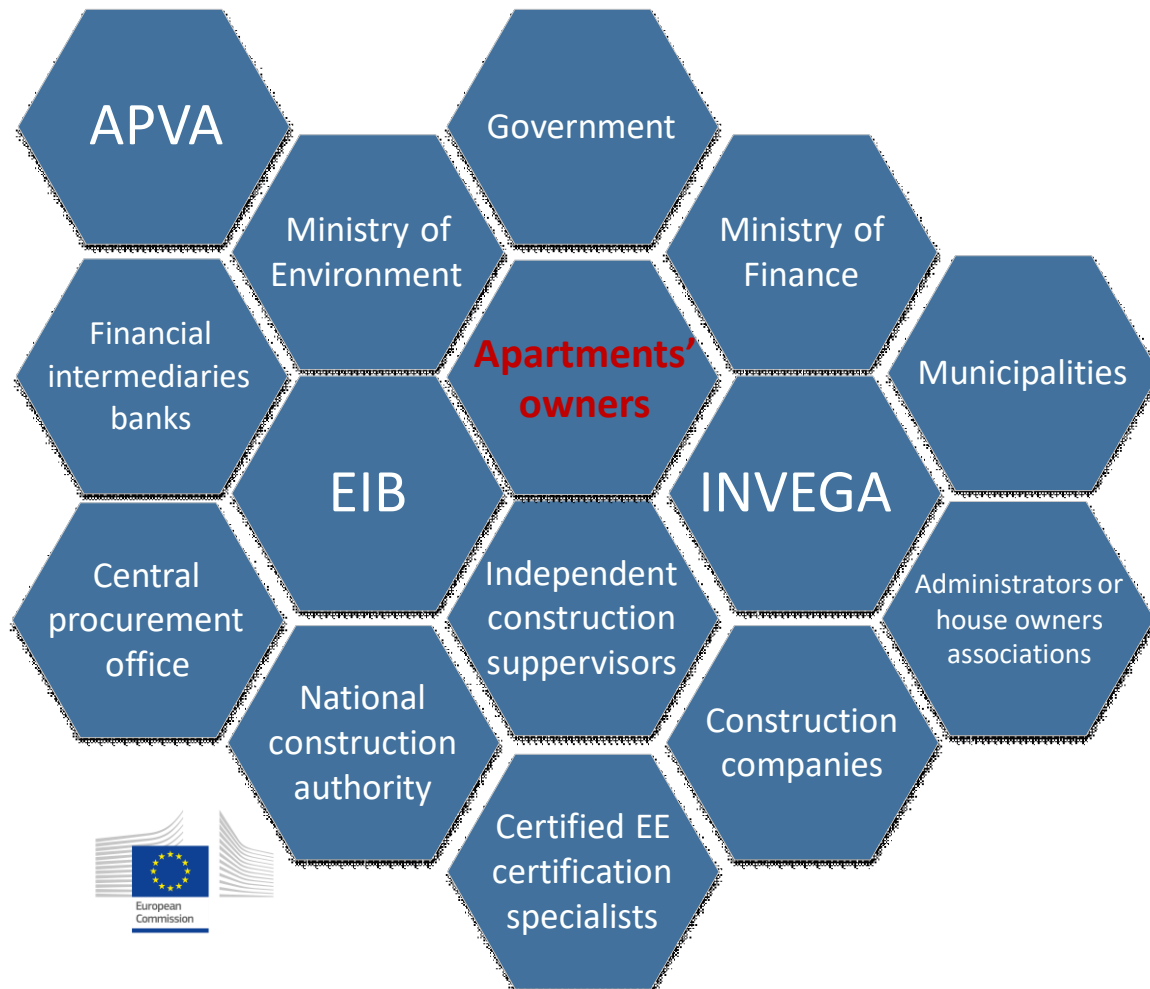 APVA
Government
Ministry of
Environment
Ministry of
Finance
Financial
intermediaries
banks
Apartments’
owners
Municipalities
EIB
INVEGA
Central
procurement
office
Independent
construction
suppervisors
Administrators or
house owners
associations
National
construction
authority
Construction
companies
Certified EE
certification
specialists
European
Commission